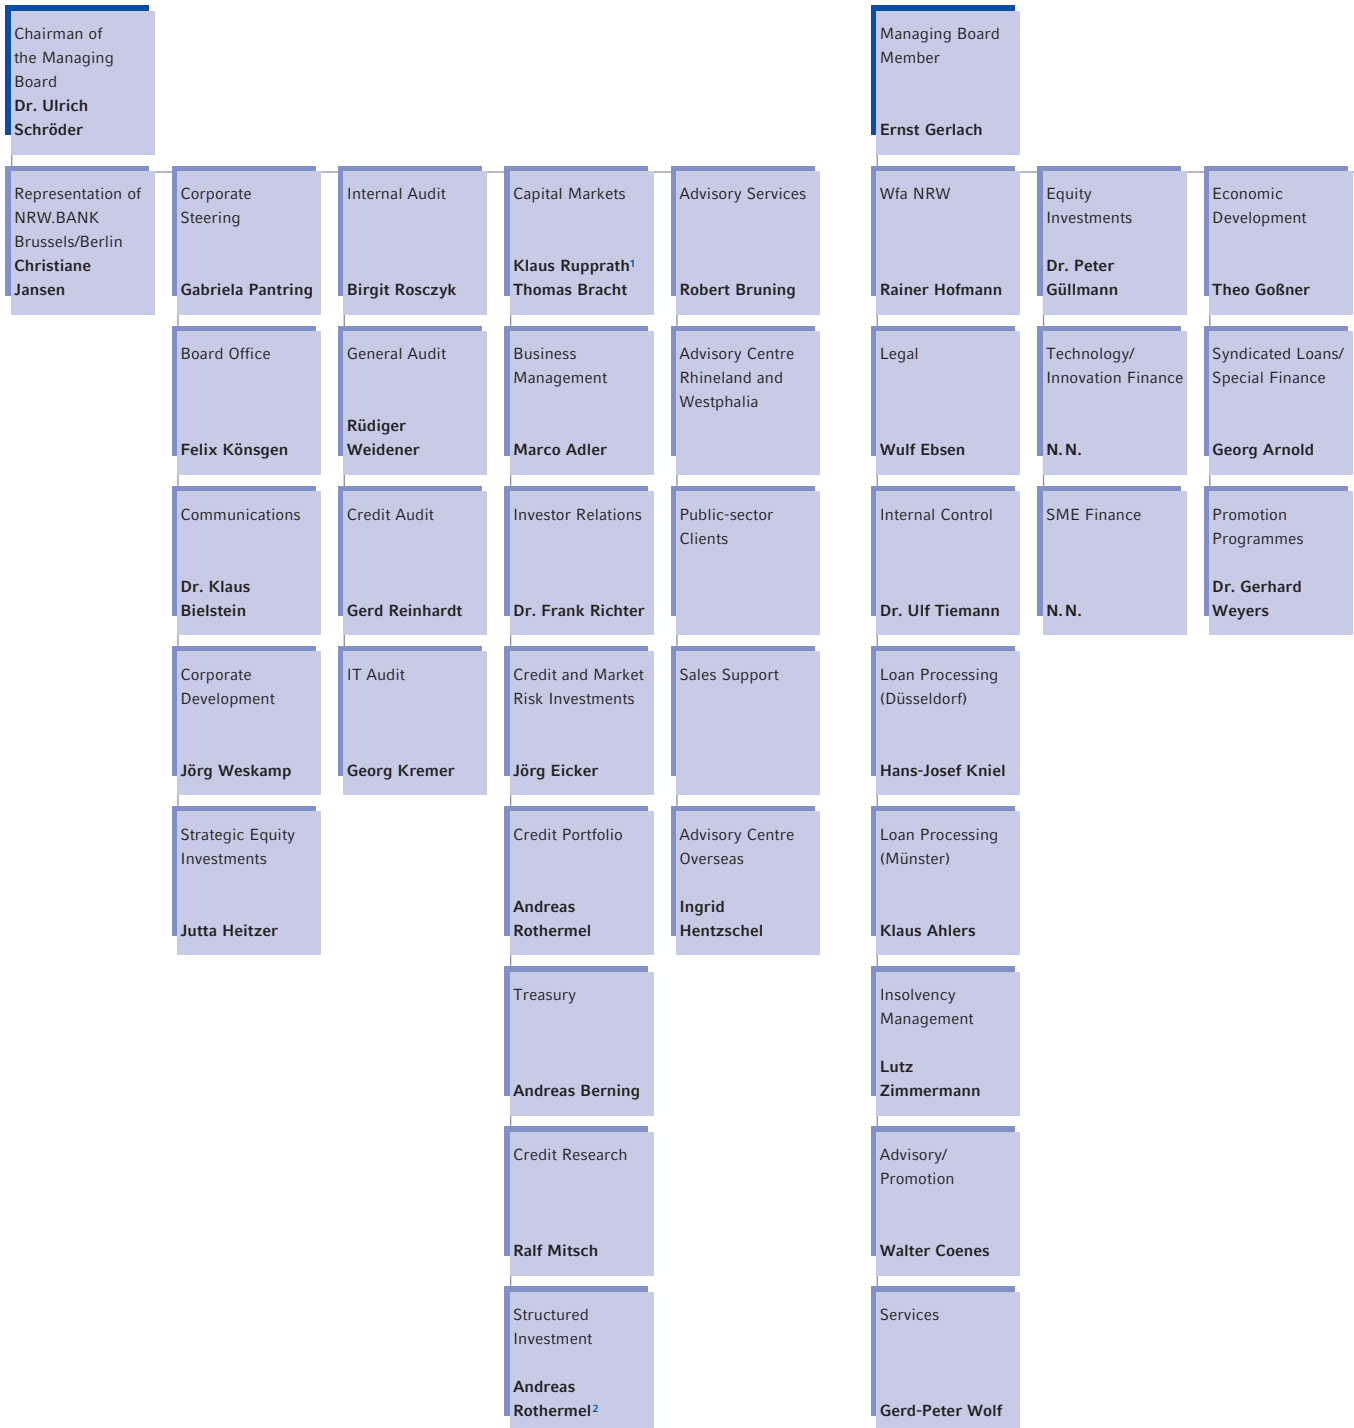 Chairman of
the Managing
Board
Dr. Ulrich
Schröder
Managing Board
Member
Ernst Gerlach
Representation of
NRW.BANK
Brussels/Berlin
Christiane
Jansen
Corporate
Steering
Gabriela Pantring
Internal Audit
Birgit Rosczyk
Capital Markets
Klaus Rupprath¹
Thomas Bracht
Advisory Services
Robert Bruning
Wfa NRW
Rainer Hofmann
Equity
Investments
Dr. Peter
Güllmann
Economic
Development
Theo Goßner
Board Office
Felix Könsgen
General Audit
Rüdiger
Weidener
Business
Management
Marco Adler
Advisory Centre
Rhineland and
Westphalia
Legal
Wulf Ebsen
Technology/
Innovation Finance
N. N.
Syndicated Loans/
Special Finance
Georg Arnold
Communications
Dr. Klaus
Bielstein
Credit Audit
Gerd Reinhardt
Investor Relations
Dr. Frank Richter
Public-sector
Clients
Internal Control
Dr. Ulf Tiemann
SME Finance
N. N.
Promotion
Programmes
Dr. Gerhard
Weyers
Corporate
Development
Jörg Weskamp
IT Audit
Georg Kremer
Credit and Market
Risk Investments
Jörg Eicker
Sales Support
Loan Processing
(Düsseldorf)
Hans-Josef Kniel
Strategic Equity
Investments
Jutta Heitzer
Credit Portfolio
Andreas
Rothermel
Advisory Centre
Overseas
Ingrid
Hentzschel
Loan Processing
(Münster)
Klaus Ahlers
Treasury
Andreas Berning
Insolvency
Management
Lutz
Zimmermann
Credit Research
Ralf Mitsch
Advisory/
Promotion
Walter Coenes
Structured
Investment
Andreas
Rothermel²
Services
Gerd-Peter Wolf